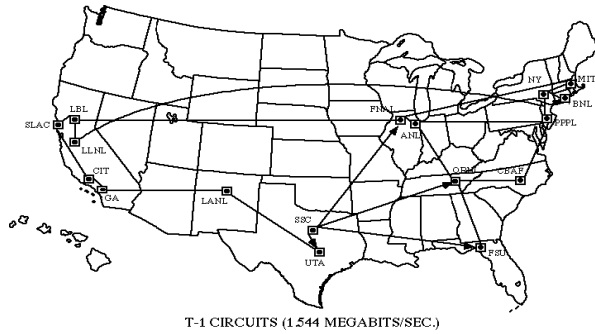 NY
MIT
LBL
FNAL
BNL
SLAC
ANL
PPPL
LLNL
CIT
ORNL
CEBAF
GA
LANL
SSC
FSU
UTA
T-1 CIRCUITS (1.544 MEGABITS/SEC.)